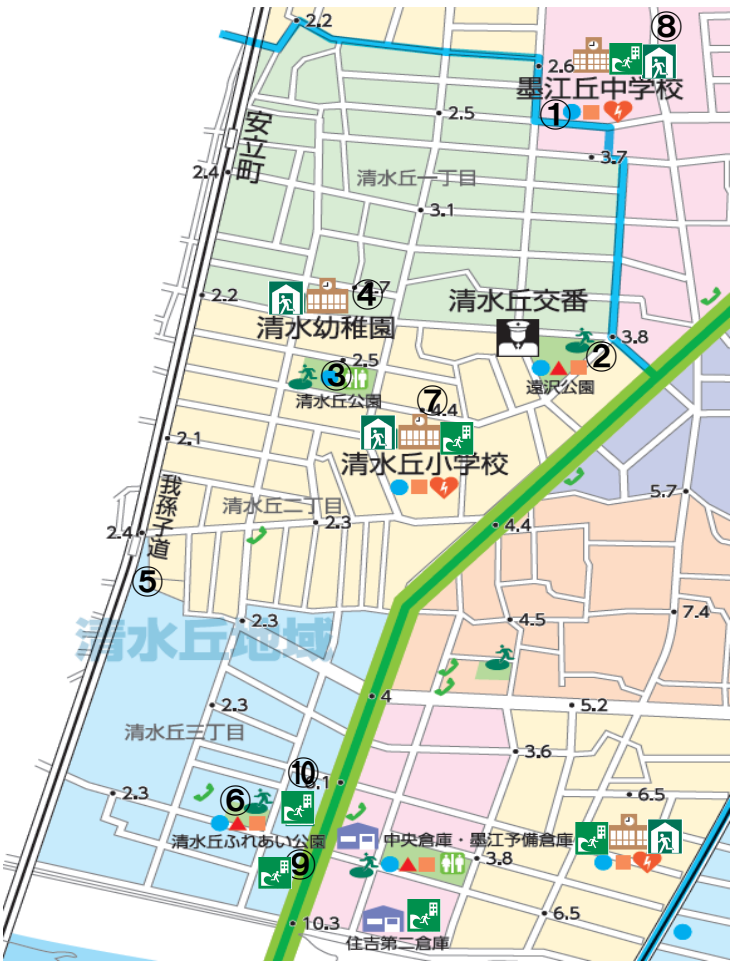 2.2
⑧
2.6
墨江丘中学校
①
2.5
安立町
3.7
2.4
清水丘一丁目
3.1
④
2.2
清水幼稚園
清水丘交番
3.8
②
2.5
③
清水丘公園
遠沢公園
⑦
4.4
2.1
清水丘小学校
我孫子道
清水丘二丁目
5.7
2.3
4.4
2.4
⑤
2.3
4.5
7.4
清水丘地域
4
2.3
5.2
清水丘三丁目
3.6
⑩
2.3
6.5
⑥
清水丘ふれあい公園
中央倉庫・墨江予備倉庫
3.8
⑨
10.3
6.5
住吉第二倉庫